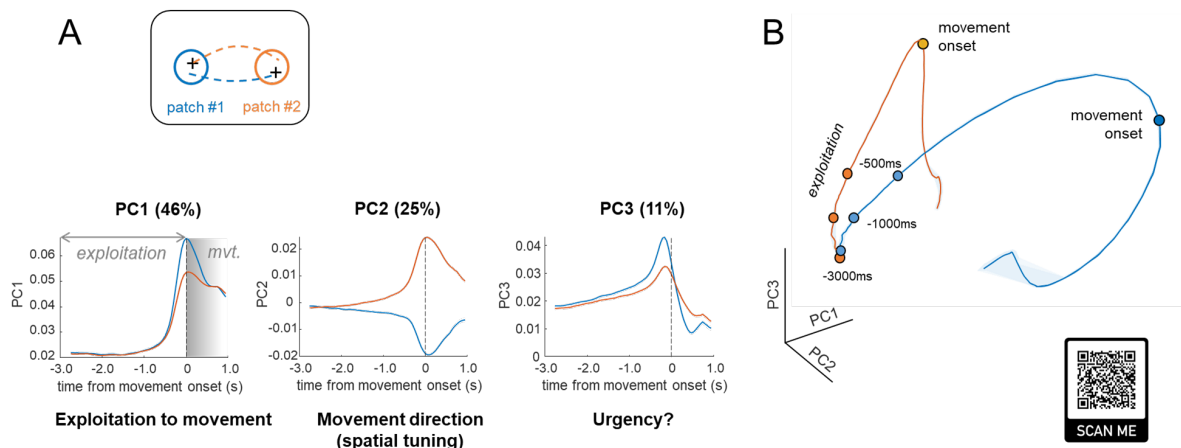 A
patch #1
patch #2
PC1 (46%)
exploitation
mvt.
PC1
0.06
0.05
0.04
0.03
0.02
-3.0
-2.0
-1.0
0
1.0
time from movement onset (s)
Exploitation to movement
PC2 (25%)
PC2
0.02
0.01
0
-0.01
-0.02
-3.0
-2.0
-1.0
0
1.0
time from movement onset (s)
Movement direction
(spatial tuning)
PC3 (11%)
PC3
0.04
0.03
0.02
0.01
0
-3.0
-2.0
-1.0
0
1.0
time from movement onset (s)
Urgency?
B
movement
onset
movement
onset
exploitation
-500ms
-1000ms
-3000ms
PC3
PC1
PC2
SCAN ME